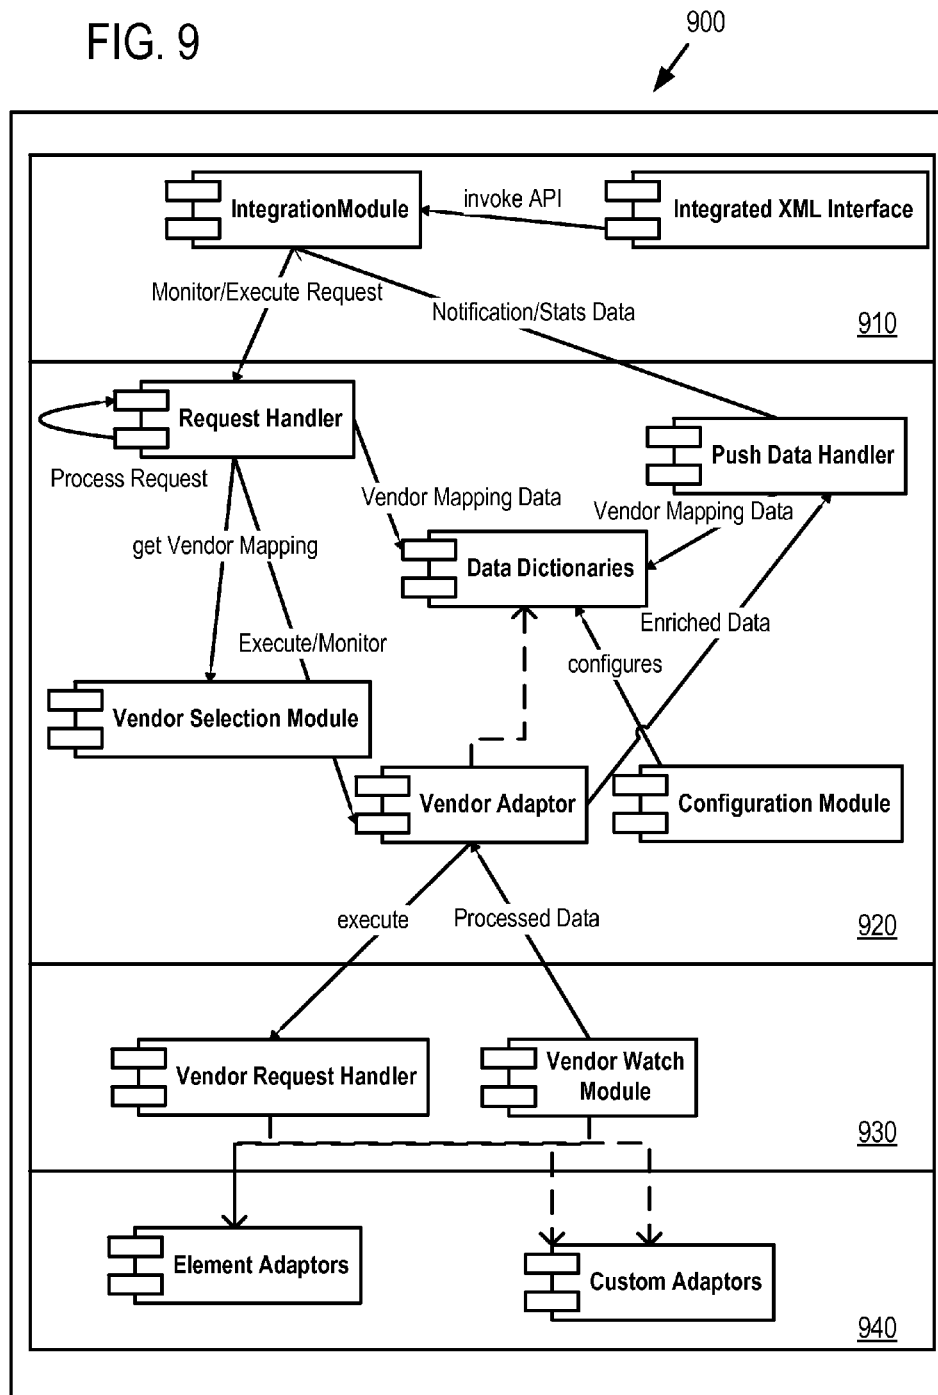 FIG. 9
900
IntegrationModule
invoke API
Integrated XML Interface
Monitor/Execute Request
Notification/Stats Data
910
Request Handler
Push Data Handler
Process Request
Vendor Mapping Data
Vendor Mapping Data
get Vendor Mapping
Data Dictionaries
Enriched Data
Execute/Monitor
configures
Vendor Selection Module
Vendor Adaptor
Configuration Module
execute
Processed Data
920
Vendor Request Handler
Vendor Watch
Module
930
Element Adaptors
Custom Adaptors
940